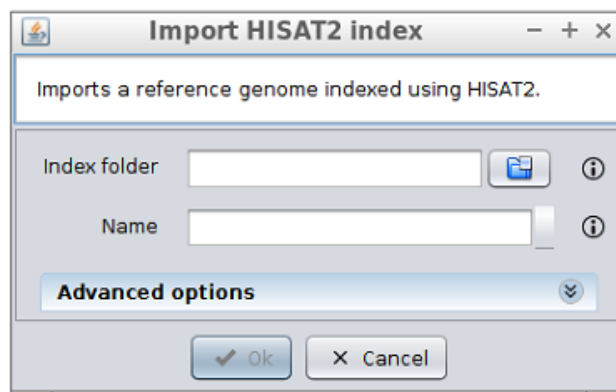 Import HISAT2 index
Imports a reference genome indexed using HISAT2.
Index folder
Name
Advanced options
Ok
Cancel